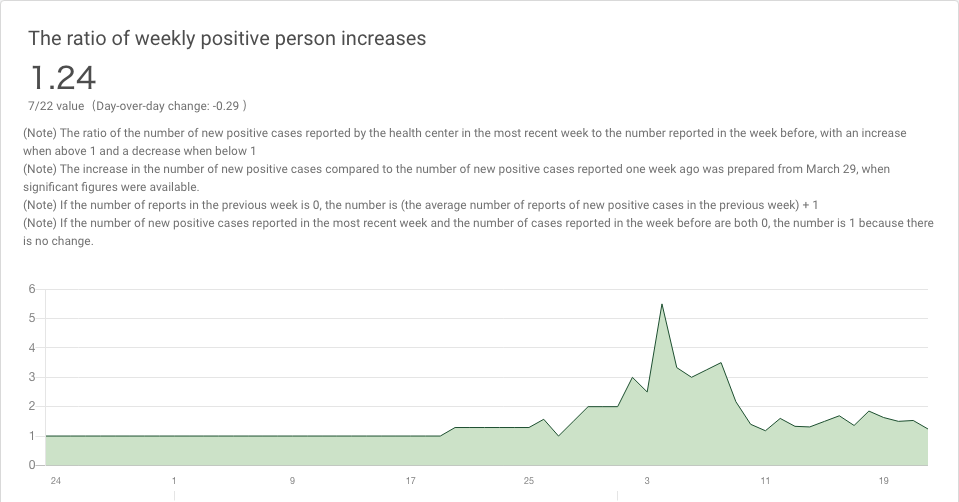 The ratio of weekly positive person increases
1.24
7/22 value（Day-over-day change: -0.29 ）
(Note) The ratio of the number of new positive cases reported by the health center in the most recent week to the number reported in the week before, with an increase
when above 1 and a decrease when below 1
(Note) The increase in the number of new positive cases compared to the number of new positive cases reported one week ago was prepared from March 29, when
significant figures were available.
(Note) If the number of reports in the previous week is 0, the number is (the average number of reports of new positive cases in the previous week) + 1
(Note) If the number of new positive cases reported in the most recent week and the number of cases reported in the week before are both 0, the number is 1 because there
is no change.
6
5
4
3
2
1
0
24 1 9 17 25 3 11 19